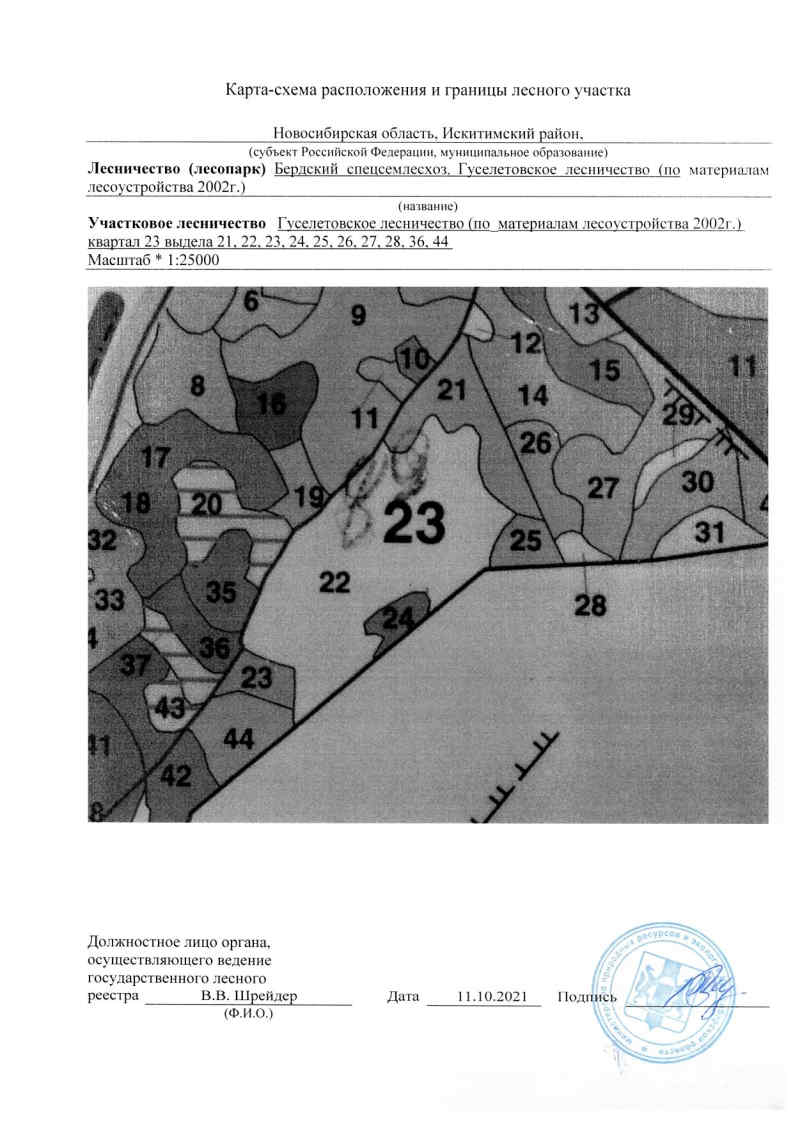 Карта-схема расположения и границы лесного участка
Новосибирская область, Искитимский район,
(субъект Российской Федерации, муниципальное образование)
Лесничество (лесопарк) Бердский спецсемлесхоз, Гуселетовское лесничество (по материалам
лесоустройства 2002г.)
(название)
Участковое лесничество Гуселетовское лесничество (по материалам лесоустройства 2002г.)
квартал 23 выдела 21, 22, 23, 24, 25, 26, 27, 28, 36, 44
Масштаб * 1:25000
6
9
13
12
10
11
8
21
15
14
16
11
29
17
26
27
30
18
20
19
23
32
25
31
22
33
35
24
28
4
36
37
23
43
44
11
42
8
Должностное лицо органа,
осуществляющего ведение
государственного лесного
реестра В.В. Шрейдер Дата 11.10.2021 Подпись
(Ф.И.О.)